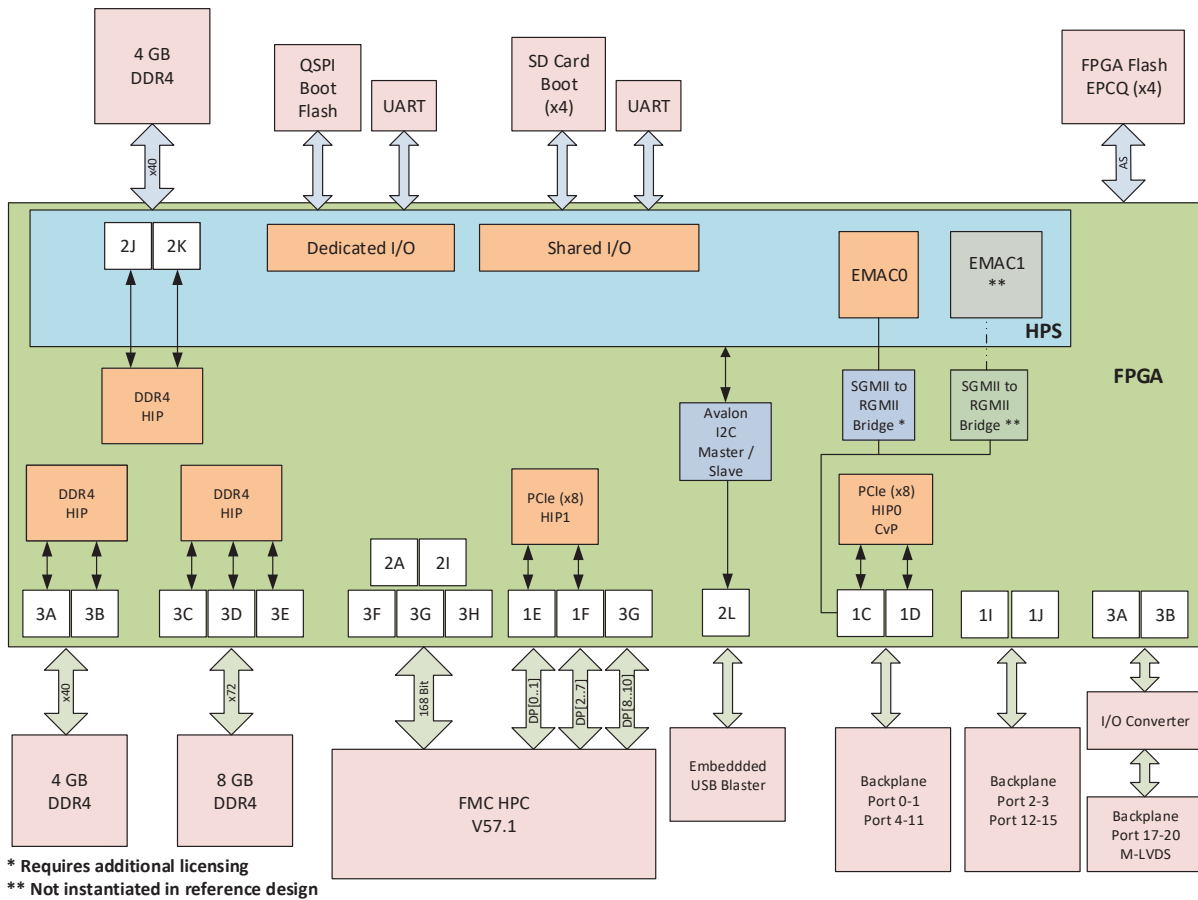 4 GB
DDR4
QSPI
Boot
Flash
UART
SD Card
Boot
(x4)
UART
FPGA Flash
EPCQ (x4)
x40
AS
2J
2K
Dedicated I/O
Shared I/O
EMAC0
EMAC1
**
HPS
FPGA
DDR4
HIP
Avalon
I2C
Master /
Slave
SGMII to
RGMII
Bridge *
SGMII to
RGMII
Bridge **
DDR4
HIP
DDR4
HIP
PCIe (x8)
HIP1
PCIe (x8)
HIP0
CvP
2A
2I
3A
3B
3C
3D
3E
3F
3G
3H
1E
1F
3G
2L
1C
1D
1I
1J
3A
3B
x40
x72
168 Bit
DP[0..1]
DP[2..7]
DP[8..10]
4 GB
DDR4
8 GB
DDR4
FMC HPC
V57.1
Embeddded
USB Blaster
Backplane
Port 0-1
Port 4-11
Backplane
Port 2-3
Port 12-15
I/O Converter
Backplane
Port 17-20
M-LVDS
* Requires additional licensing
** Not instantiated in reference design